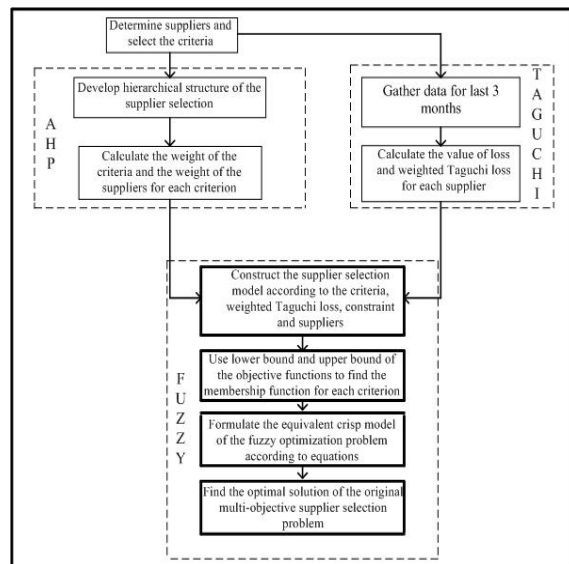 Determine suppliers and
select the criteria
AHP
Develop hierarchical structure of the
supplier selection
Calculate the weight of the
criteria and the weight of the
suppliers for each criterion
TAGUCHI
Gather data for last 3
months
Calculate the value of loss
and weighted Taguchi loss
for each supplier
FUZZY
Construct the supplier selection
model according to the criteria,
weighted Taguchi loss, constraint
and suppliers
Use lower bound and upper bound of
the objective functions to find the
membership function for each criterion
Formulate the equivalent crisp model
of the fuzzy optimization problem
according to equations
Find the optimal solution of the original
multi-objective supplier selection
problem